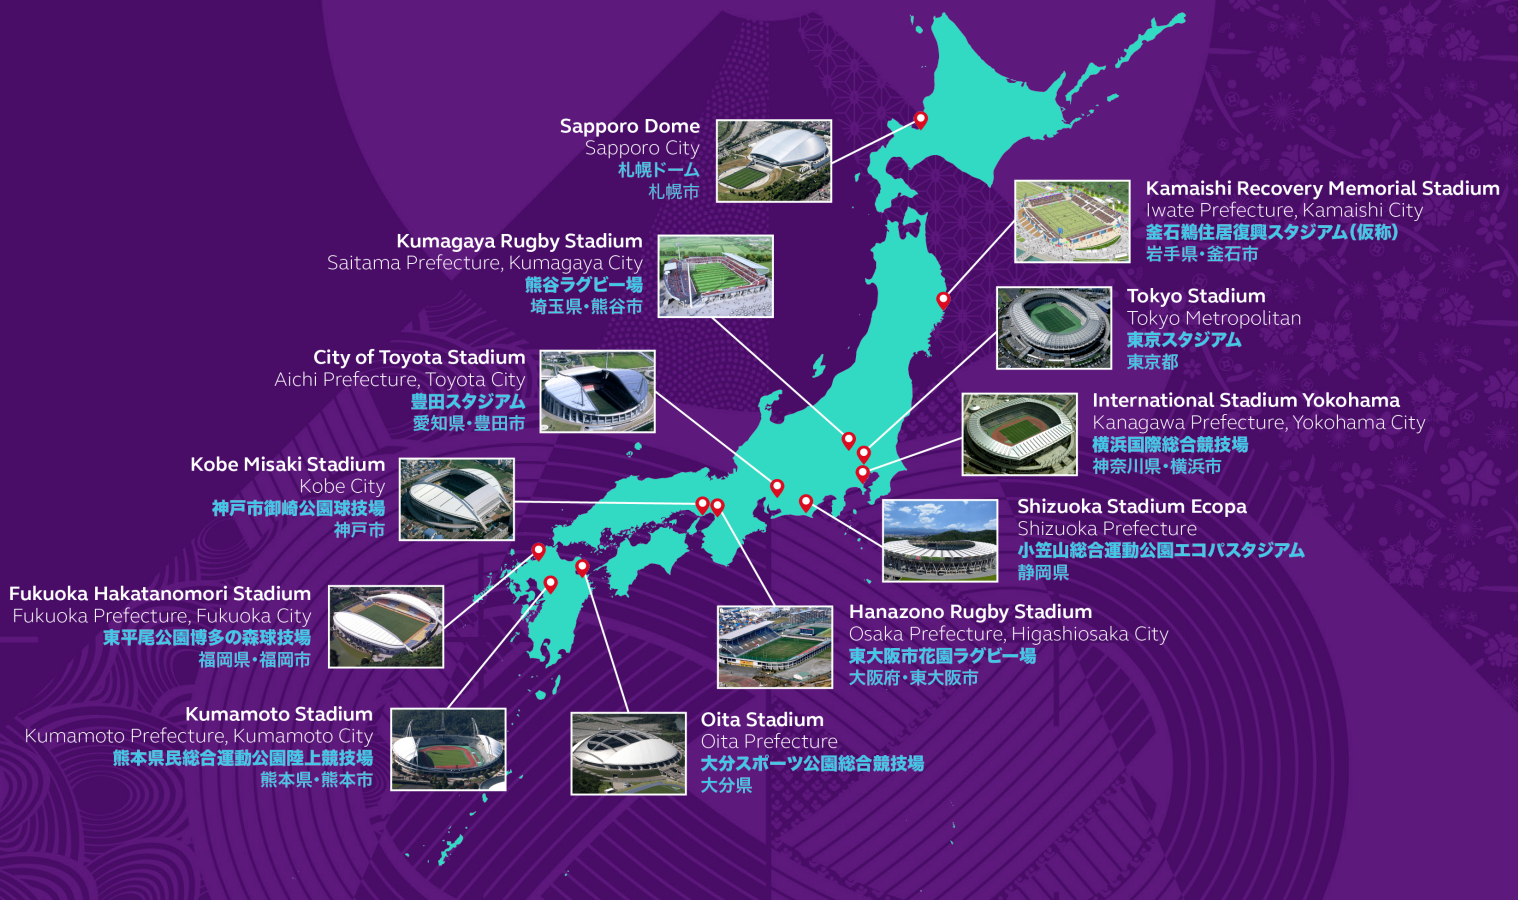 Sapporo Dome
Sapporo City
札幌ドーム
札幌市
Kamaishi Recovery Memorial Stadium
Iwate Prefecture, Kamaishi City
釜石鵜住居復興スタジアム(仮称)
岩手県・釜石市
Kumagaya Rugby Stadium
Saitama Prefecture, Kumagaya City
熊谷ラグビー場
埼玉県・熊谷市
Tokyo Stadium
Tokyo Metropolitan
東京スタジアム
東京都
City of Toyota Stadium
Aichi Prefecture, Toyota City
豊田スタジアム
愛知県・豊田市
International Stadium Yokohama
Kanagawa Prefecture, Yokohama City
横浜国際総合競技場
神奈川県・横浜市
Kobe Misaki Stadium
Kobe City
神戸市御崎公園球技場
神戸市
Shizuoka Stadium Ecopa
Shizuoka Prefecture
小笠山総合運動公園エコパスタジアム
静岡県
Fukuoka Hakatanomori Stadium
Fukuoka Prefecture, Fukuoka City
東平尾公園博多の森球技場
福岡県・福岡市
Hanazono Rugby Stadium
Osaka Prefecture, Higashiosaka City
東大阪市花園ラグビー場
大阪府・東大阪市
Kumamoto Stadium
Kumamoto Prefecture, Kumamoto City
熊本県民総合運動公園陸上競技場
熊本県・熊本市
Oita Stadium
Oita Prefecture
大分スポーツ公園総合競技場
大分県